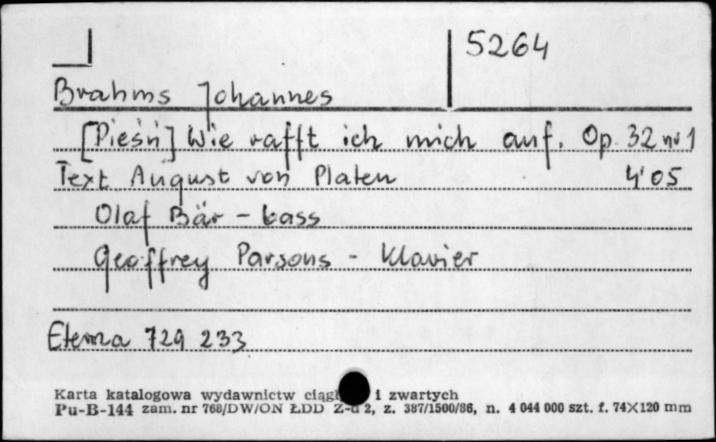 5264
Brahms Johannes
[Pieśń] Wie rafft ich mich auf. Op. 32 nr 1
Text August von Platen 4'05
Olaf Bär - bass
Geoffrey Parsons - Klavier
Eterna 729 233
Karta katalogowa wydawnictw i zwartych
Pu-B-144 zam. nr 768/DW/ON ŁDD 2, z. 387/1500/86, n. 4 044 000 szt. f. 74×120 mm